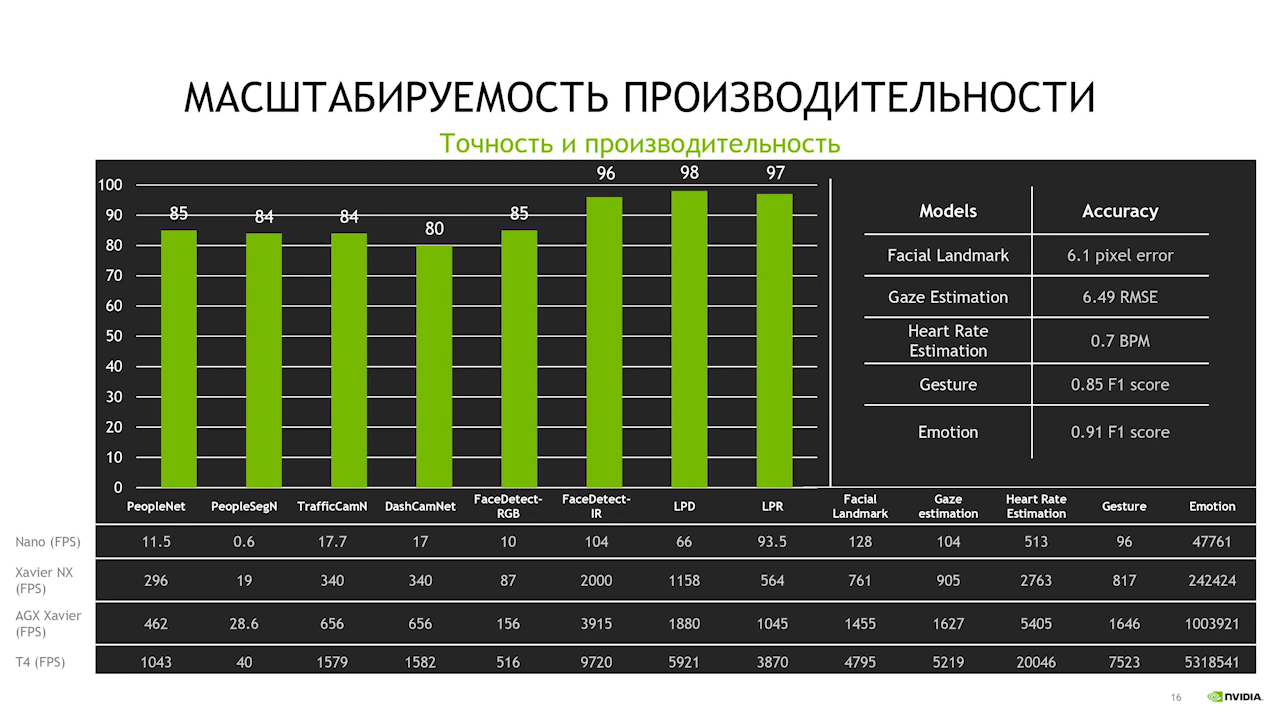 МАСШТАБИРУЕМОСТЬ ПРОИЗВОДИТЕЛЬНОСТИ
Точность и производительность
100
90
80
70
60
50
40
30
20
10
0
85
84
84
80
85
96
98
97
Models Accuracy
Facial Landmark 6.1 pixel error
Gaze Estimation 6.49 RMSE
Heart Rate
Estimation 0.7 BPM
Gesture 0.85 F1 score
Emotion 0.91 F1 score
PeopleNet PeopleSegN TrafficCamN DashCamNet FaceDetect-
RGB FaceDetect-
IR LPD LPR Facial
Landmark Gaze
estimation Heart Rate
Estimation Gesture Emotion
Nano (FPS) 11.5 0.6 17.7 17 10 104 66 93.5 128 104 513 96 47761
Xavier NX
(FPS) 296 19 340 340 87 2000 1158 564 761 905 2763 817 242424
AGX Xavier
(FPS) 462 28.6 656 656 156 3915 1880 1045 1455 1627 5405 1646 1003921
T4 (FPS) 1043 40 1579 1582 516 9720 5921 3870 4795 5219 20046 7523 5318541
16 NVIDIA.